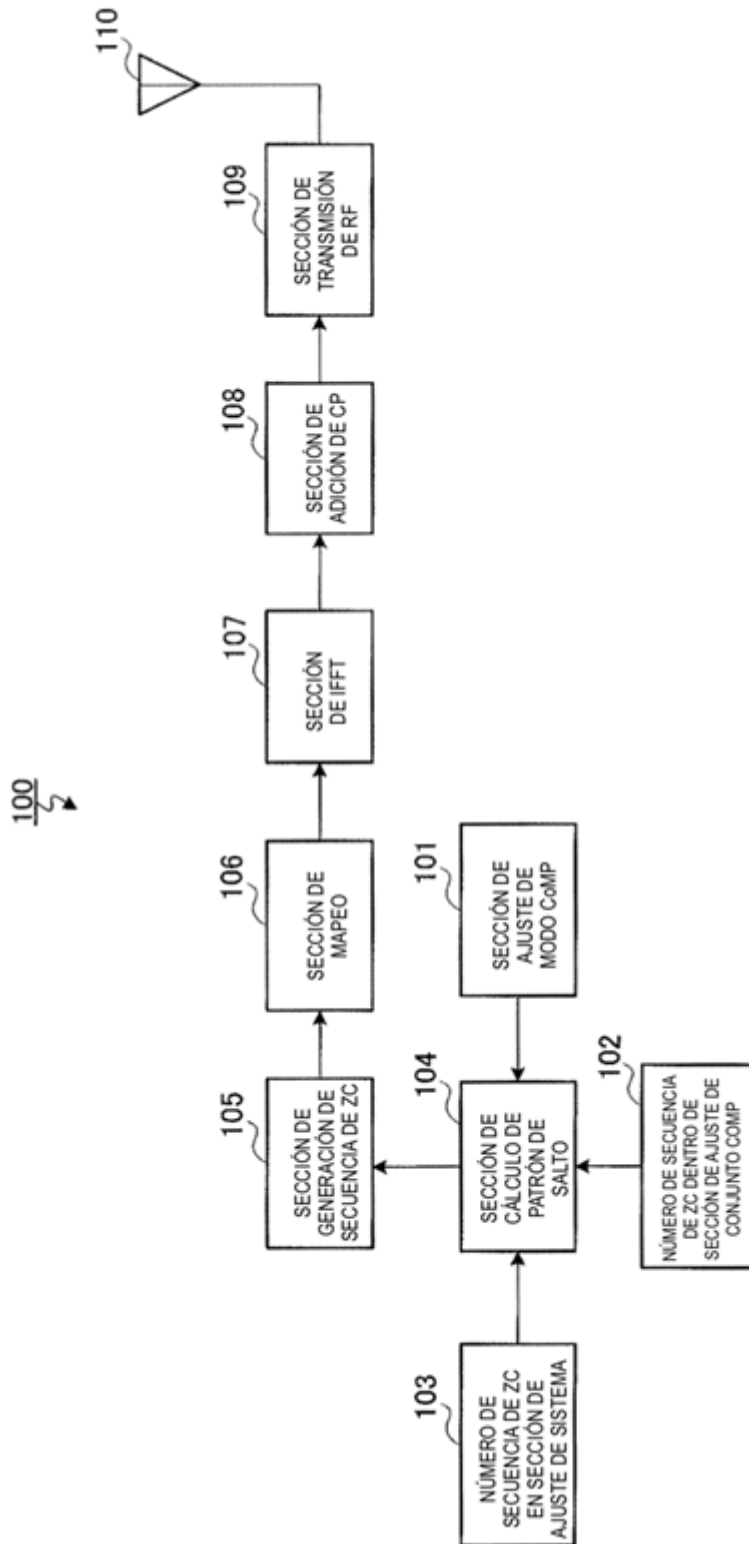 100
110
109
SECCIÓN DE
TRANSMISIÓN
DE RF
108
SECCIÓN DE
ADICIÓN DE CP
107
SECCIÓN
DE IFFT
106
SECCIÓN DE
MAPEO
105
SECCIÓN DE
GENERACIÓN DE
SECUENCIA DE ZC
101
SECCIÓN DE
AJUSTE DE
MODO CoMP
104
SECCIÓN DE
CÁLCULO DE
PATRÓN DE
SALTO
102
NÚMERO DE SECUENCIA
DE ZC DENTRO DE
SECCIÓN DE AJUSTE DE
CONJUNTO COMP
103
NÚMERO DE
SECUENCIA DE ZC
EN SECCIÓN DE
AJUSTE DE SISTEMA